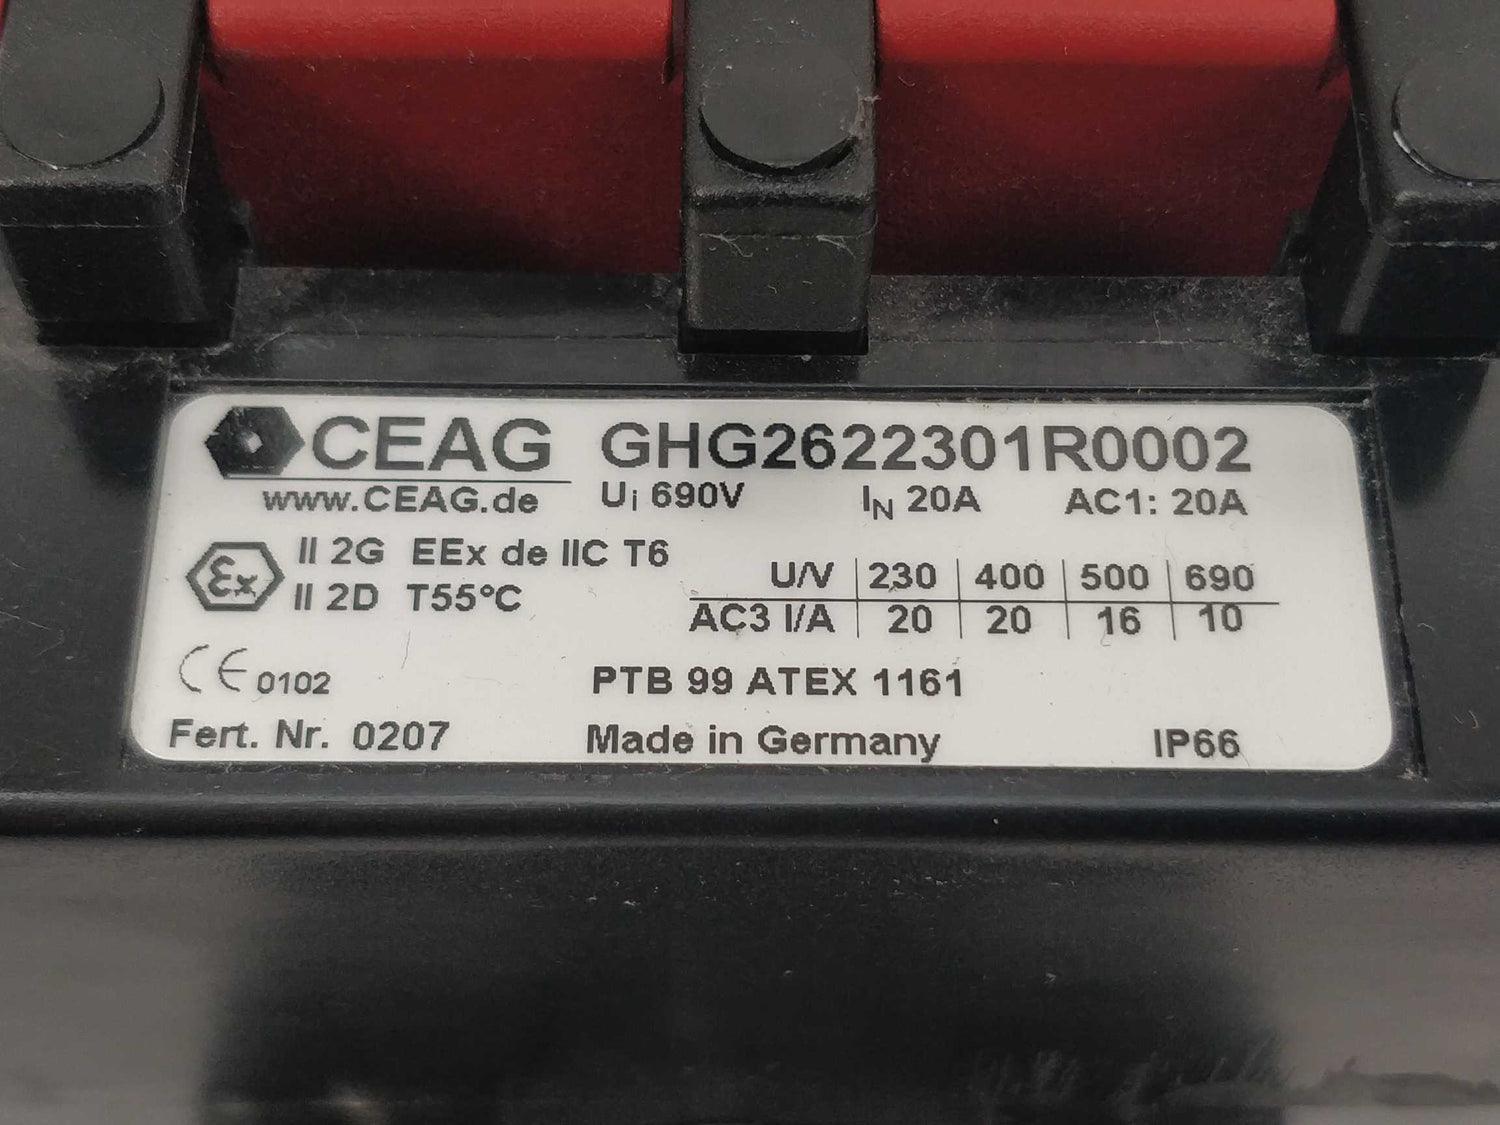 CEAG GHG2622301R0002
www.CEAG.de Ui 690V IN 20A AC1: 20A
Ex II 2G EEx de IIC T6
II 2D T55°C
U/V 230 400 500 690
AC3 I/A 20 20 16 10
CE 0102 PTB 99 ATEX 1161
Fert. Nr. 0207 Made in Germany IP66